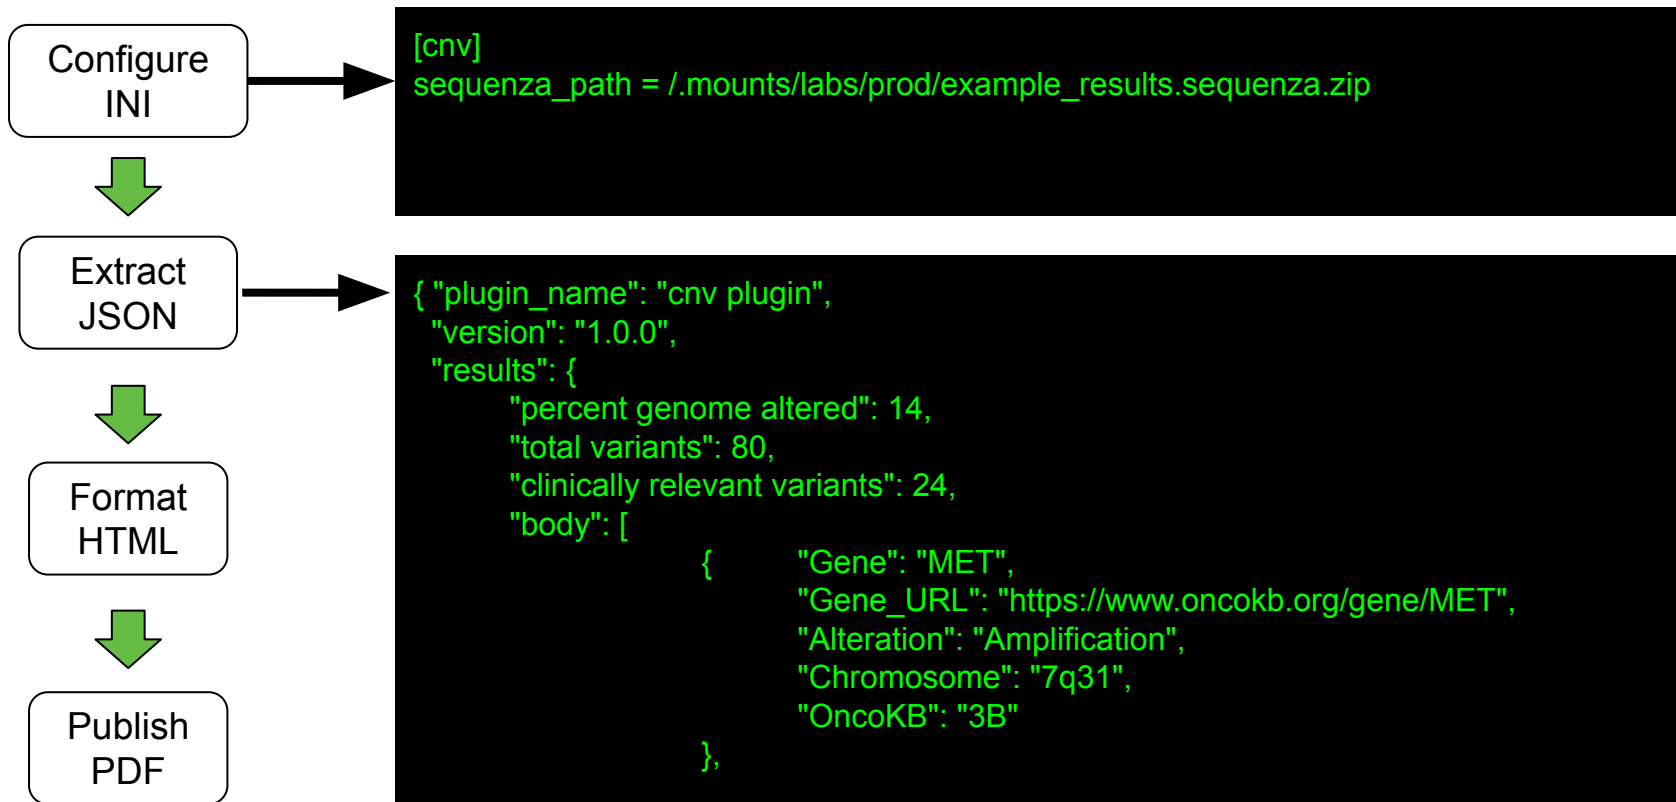 Configure
INI
[cnv]
sequenza_path = /.mounts/labs/prod/example_results.sequenza.zip
Extract
JSON
{ "plugin_name": "cnv plugin",
"version": "1.0.0",
"results": {
"percent genome altered": 14,
"total variants": 80,
"clinically relevant variants": 24,
"body": [
{ "Gene": "MET",
"Gene_URL": "https://www.oncokb.org/gene/MET",
"Alteration": "Amplification",
"Chromosome": "7q31",
"OncoKB": "3B"
},
Format
HTML
Publish
PDF